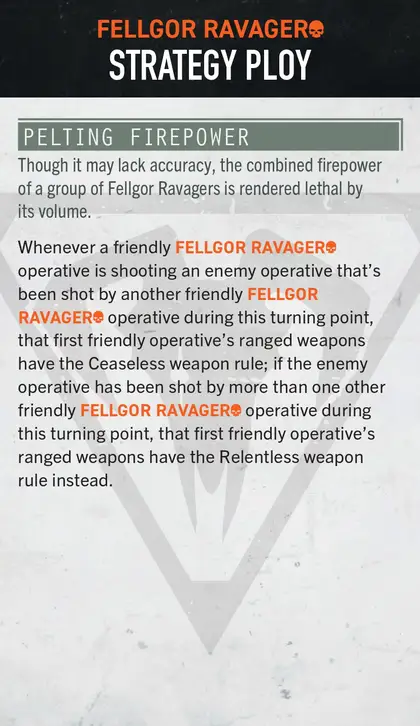 FELLGOR RAVAGER
STRATEGY PLOY
PELTING FIREPOWER
Though it may lack accuracy, the combined firepower
of a group of Fellgor Ravagers is rendered lethal by
its volume.
Whenever a friendly FELLGOR RAVAGER
operative is shooting an enemy operative that's
been shot by another friendly FELLGOR
RAVAGER operative during this turning point,
that first friendly operative's ranged weapons
have the Ceaseless weapon rule; if the enemy
operative has been shot by more than one other
friendly FELLGOR RAVAGER operative during
this turning point, that first friendly operative's
ranged weapons have the Relentless weapon
rule instead.